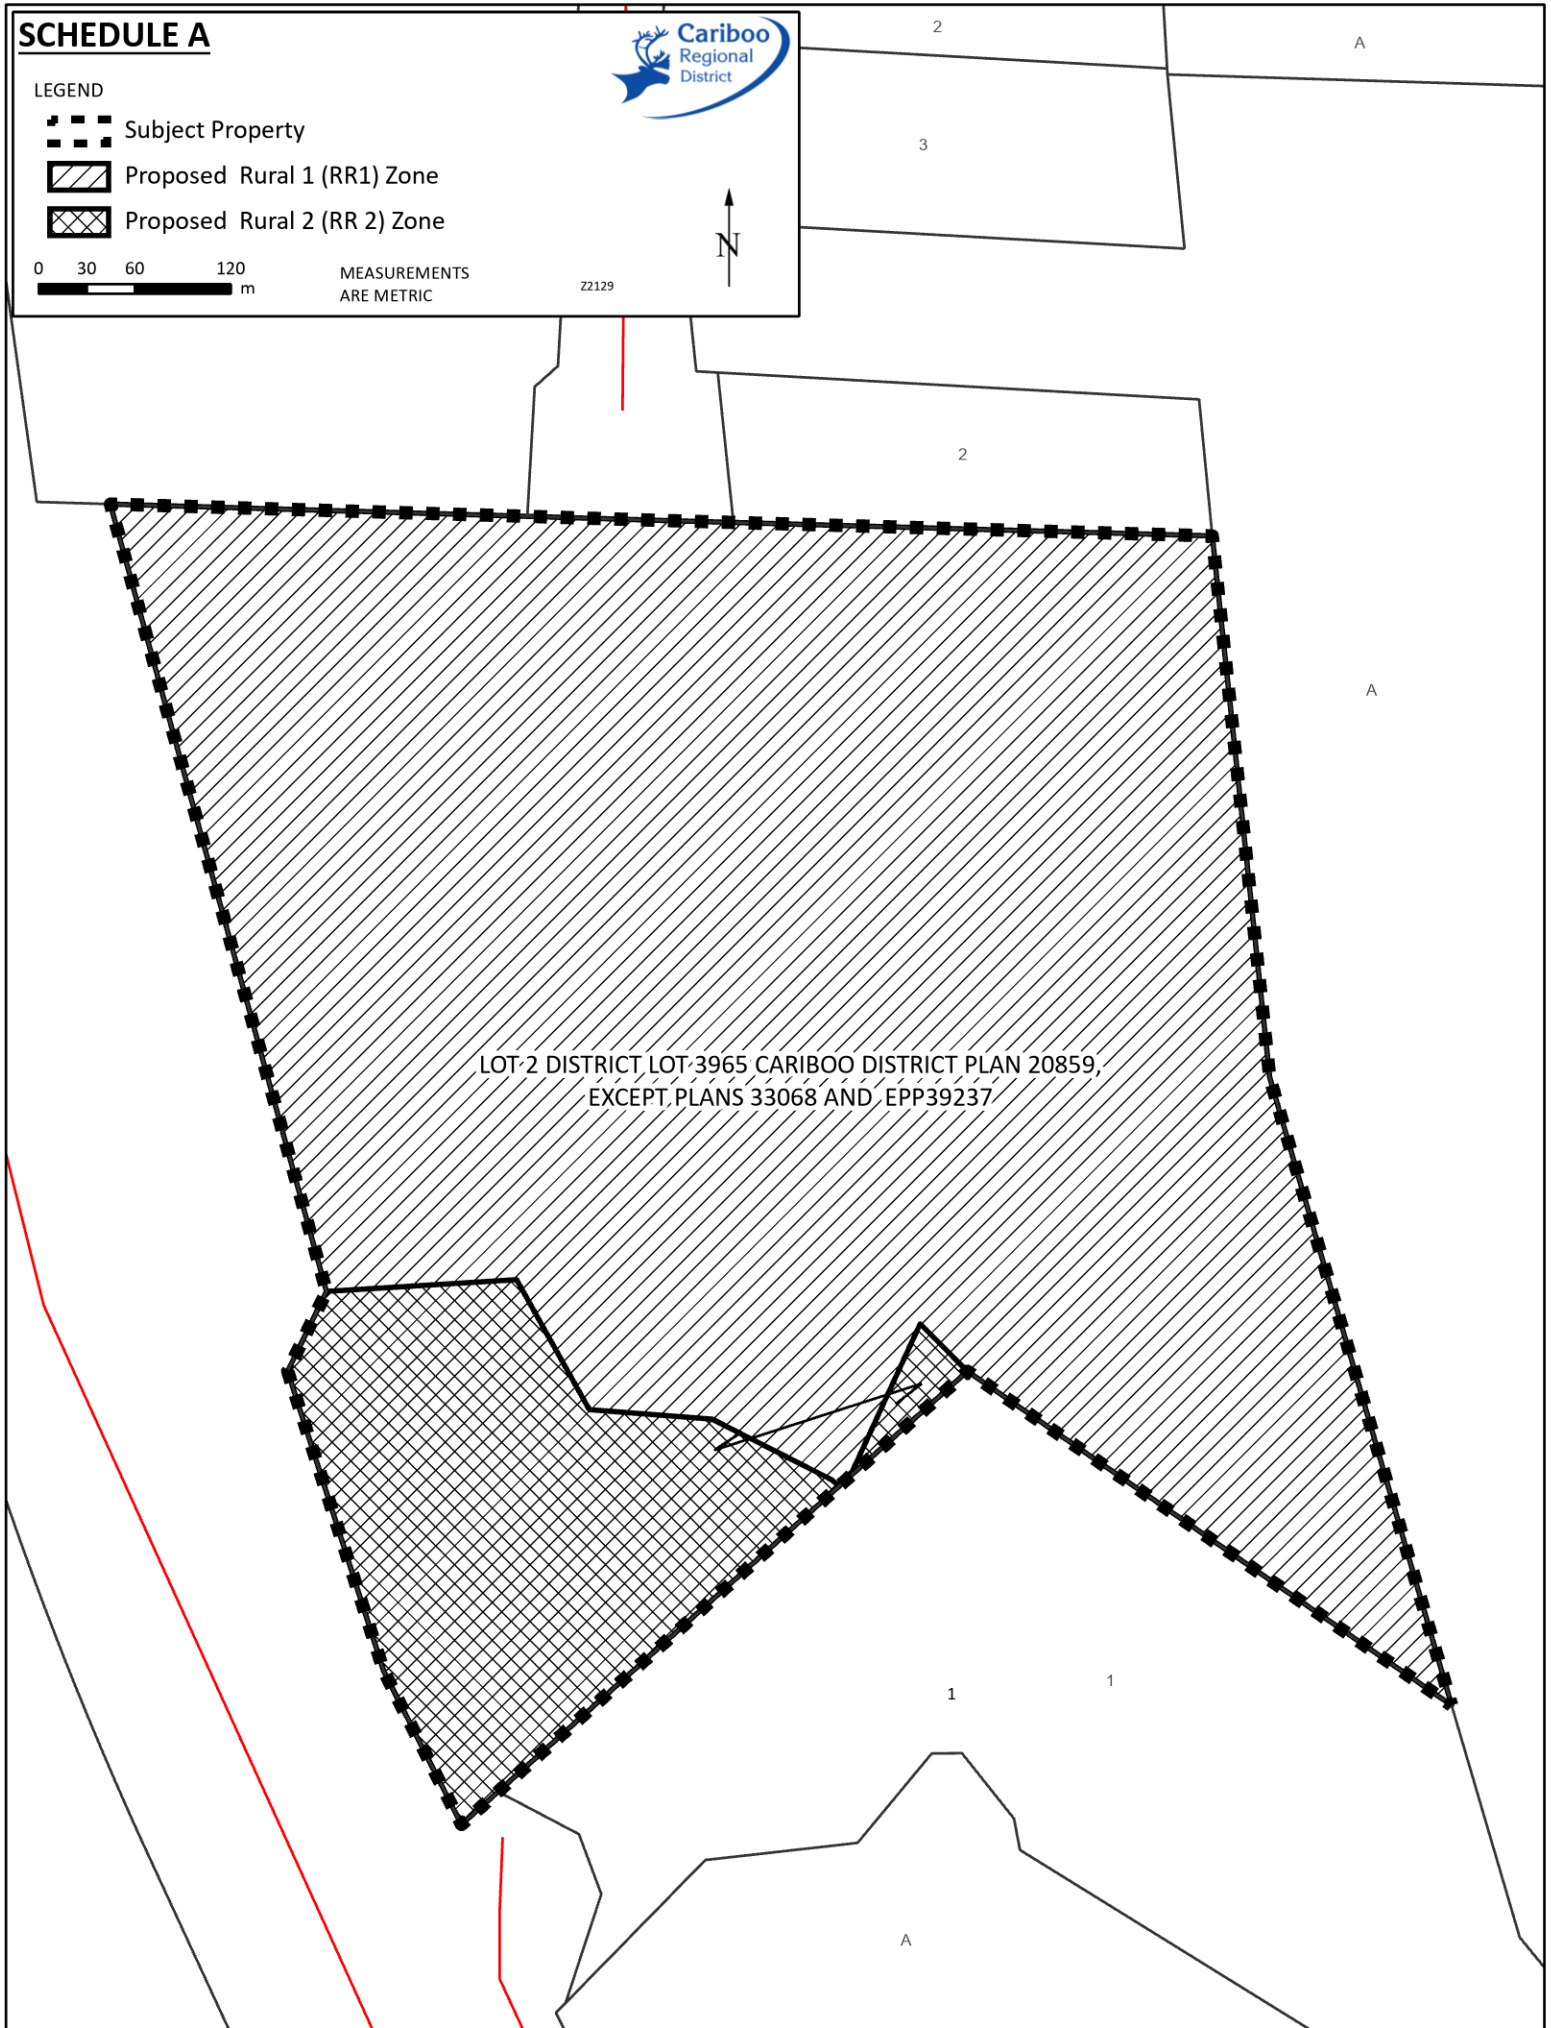 SCHEDULE A
Cariboo
Regional
District
LEGEND
Subject Property
Proposed Rural 1 (RR1) Zone
Proposed Rural 2 (RR 2) Zone
0 30 60 120
m
MEASUREMENTS
ARE METRIC
Z2129
N
2
A
3
2
A
LOT 2 DISTRICT LOT 3965 CARIBOO DISTRICT PLAN 20859,
EXCEPT PLANS 33068 AND EPP39237
1
1
A